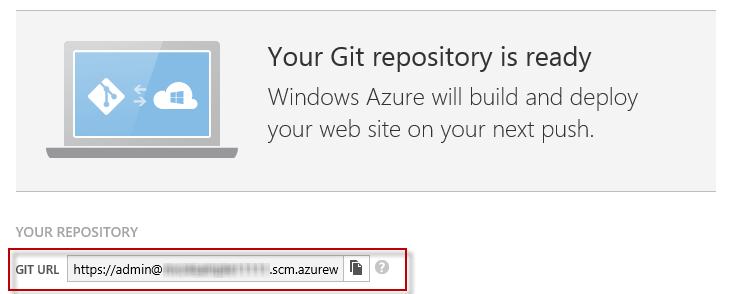 Your Git repository is ready
Windows Azure will build and deploy
your web site on your next push.
YOUR REPOSITORY
GIT URL https://admin@ .scm.azurew ?